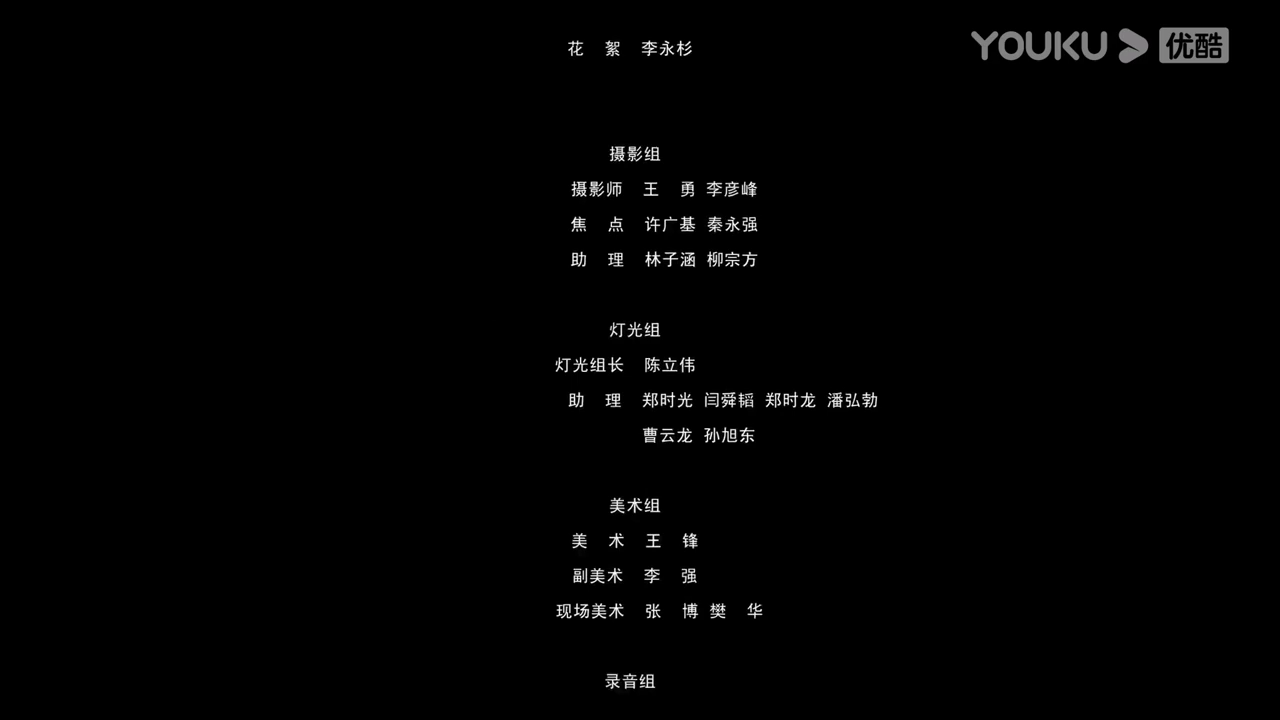 花 絮 李永杉
YOUKU 优酷
摄影组
摄影师 王 勇 李彦峰
焦 点 许广基 秦永强
助 理 林子涵 柳宗方
灯光组
灯光组长 陈立伟
助 理 郑时光 闫舜韬 郑时龙 潘弘勃
曹云龙 孙旭东
美术组
美 术 王 锋
副美术 李 强
现场美术 张 博 樊 华
录音组